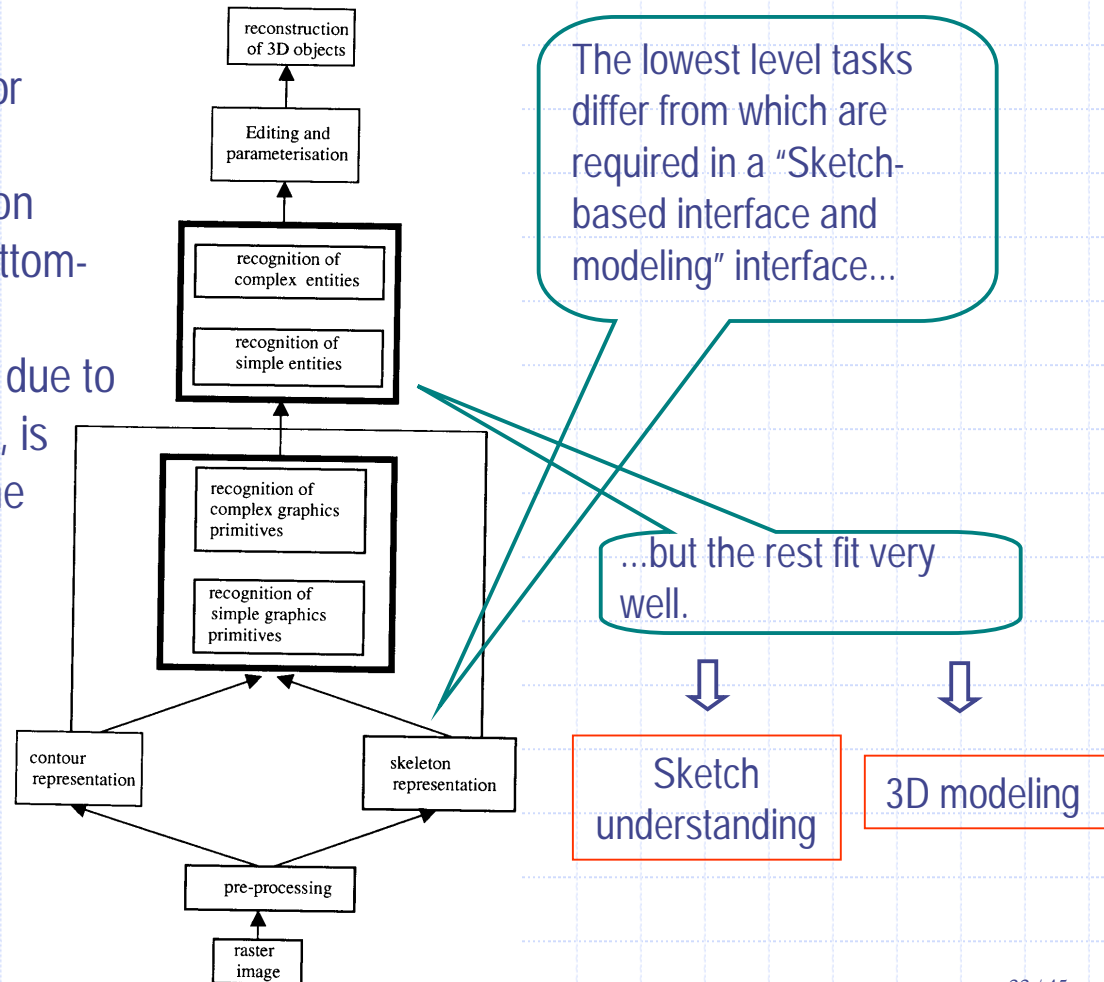 or
on
ttom-
due to
, is
reconstruction
of 3D objects
Editing and
parameterisation
recognition of
complex entities
recognition of
simple entities
recognition of
complex graphics
primitives
recognition of
simple graphics
primitives
contour
representation
skeleton
representation
pre-processing
raster
image
The lowest level tasks
differ from which are
required in a “Sketch-
based interface and
modeling” interface...
...but the rest fit very
well.
Sketch
understanding
3D modeling